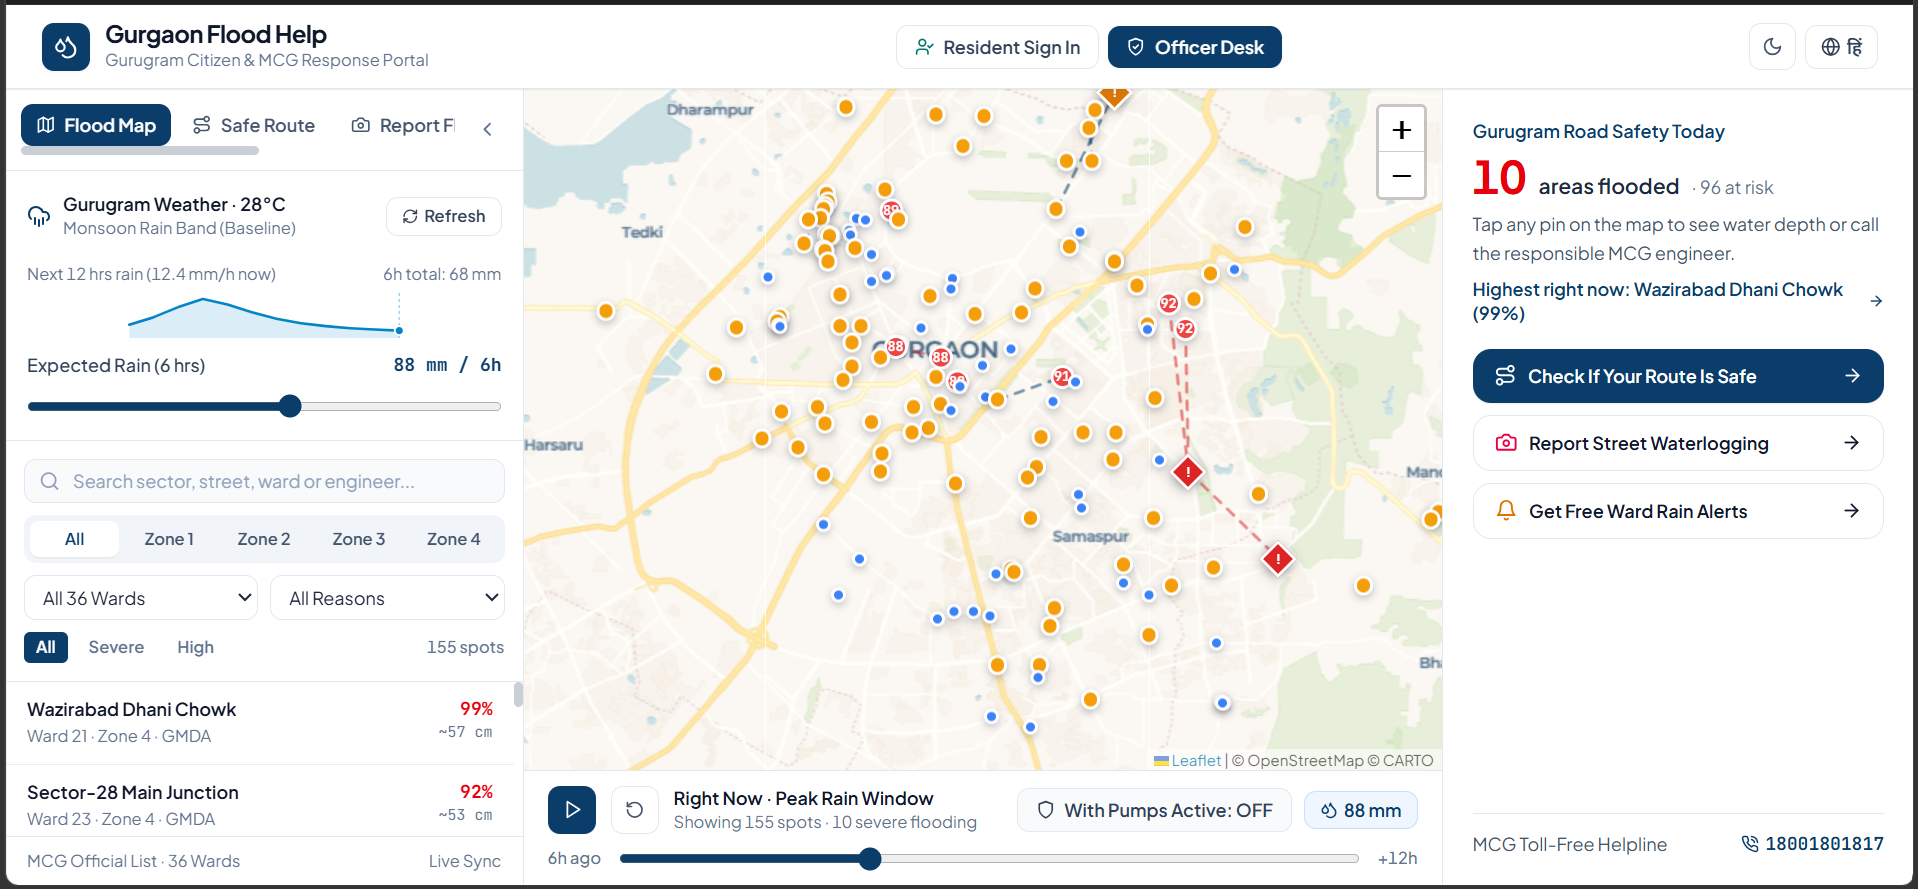 Gurgaon Flood Help
Gurugram Citizen & MCG Response Portal
Resident Sign In
Officer Desk
हिं
Flood Map
Safe Route
Report Fl
Gurugram Weather · 28°C
Monsoon Rain Band (Baseline)
Refresh
Next 12 hrs rain (12.4 mm/h now)
6h total: 68 mm
Expected Rain (6 hrs)
88 mm / 6h
Search sector, street, ward or engineer...
All
Zone 1
Zone 2
Zone 3
Zone 4
All 36 Wards
All Reasons
All
Severe
High
155 spots
Wazirabad Dhani Chowk
99%
Ward 21 · Zone 4 · GMDA
~57 cm
Sector-28 Main Junction
92%
Ward 23 · Zone 4 · GMDA
~53 cm
MCG Official List · 36 Wards
Live Sync
Dharampur
!
Tedki
92
92
88
GURGAON
88
91
Harsaru
!
Samaspur
!
+
−
Leaflet | © OpenStreetMap © CARTO
Right Now · Peak Rain Window
Showing 155 spots · 10 severe flooding
With Pumps Active: OFF
88 mm
6h ago
+12h
Gurugram Road Safety Today
10 areas flooded · 96 at risk
Tap any pin on the map to see water depth or call
the responsible MCG engineer.
Highest right now: Wazirabad Dhani Chowk
(99%)
Check If Your Route Is Safe
Report Street Waterlogging
Get Free Ward Rain Alerts
MCG Toll-Free Helpline
18001801817